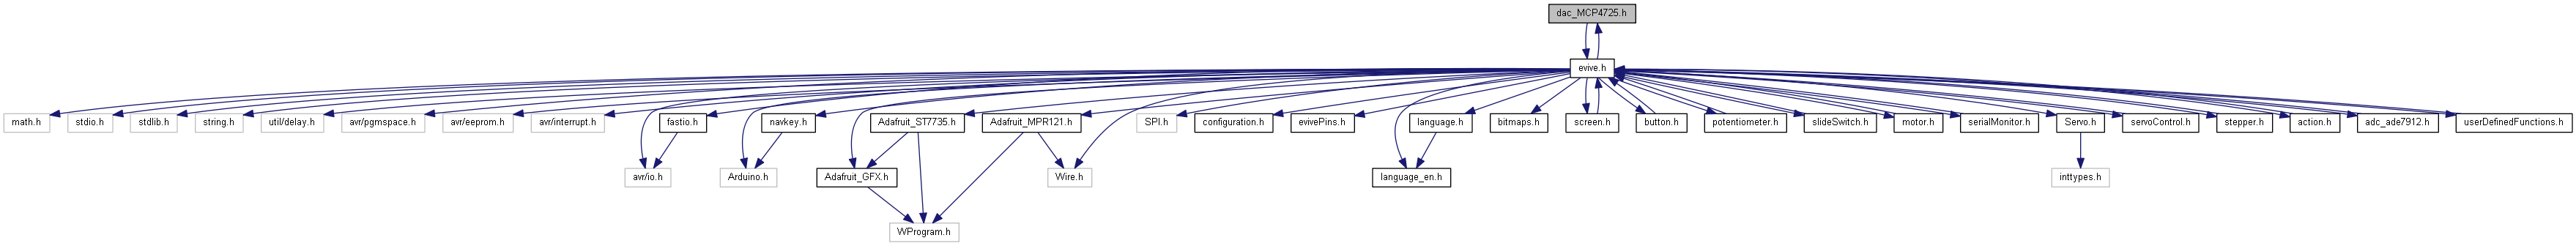 dac_MCP4725.h
evive.h
math.h
stdio.h
stdlib.h
string.h
util/delay.h
avr/pgmspace.h
avr/eeprom.h
avr/interrupt.h
fastio.h
navkey.h
Adafruit_ST7735.h
Adafruit_MPR121.h
SPI.h
configuration.h
evivePins.h
language.h
bitmaps.h
screen.h
button.h
potentiometer.h
slideSwitch.h
motor.h
serialMonitor.h
Servo.h
servoControl.h
stepper.h
action.h
adc_ade7912.h
userDefinedFunctions.h
avr/io.h
Arduino.h
Adafruit_GFX.h
Wire.h
language_en.h
inttypes.h
WProgram.h